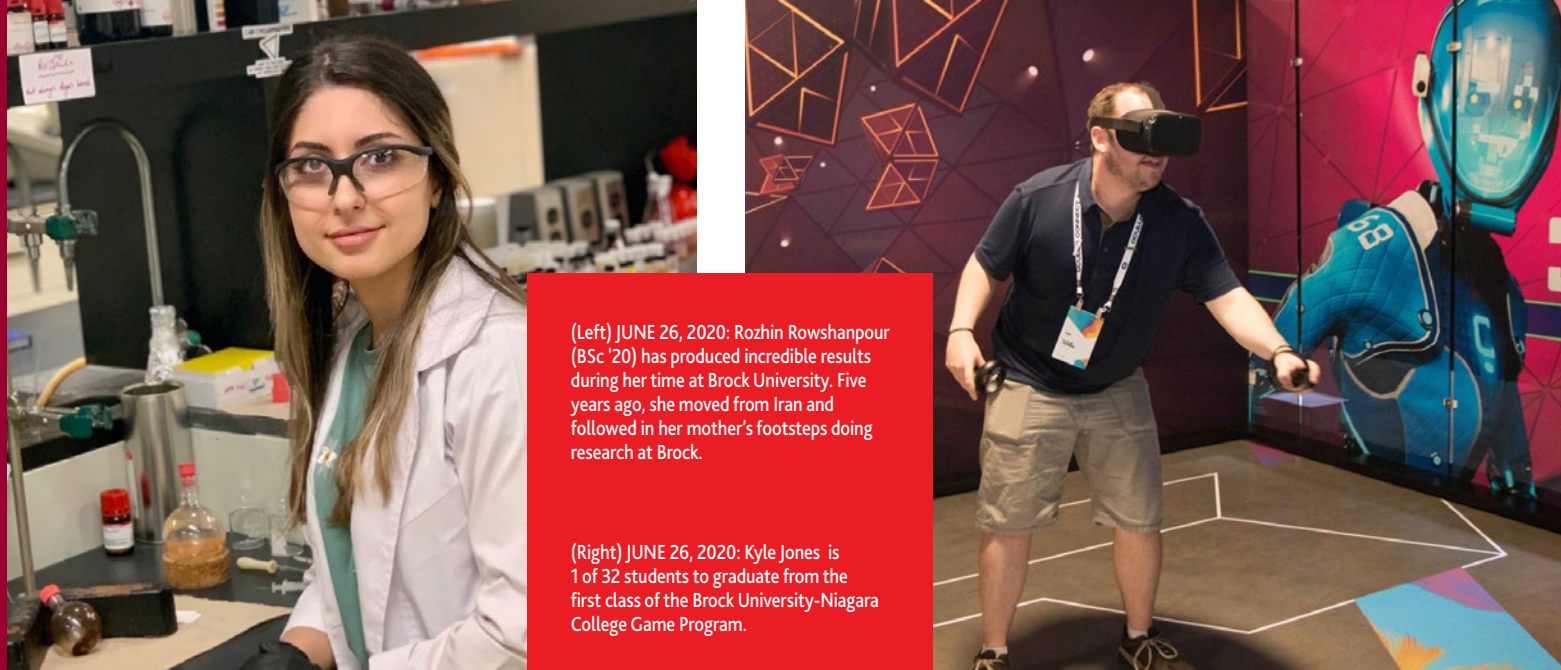 (Left) JUNE 26, 2020: Rozhin Rowshanpour
(BSc '20) has produced incredible results
during her time at Brock University. Five
years ago, she moved from Iran and
followed in her mother’s footsteps doing
research at Brock.
(Right) JUNE 26, 2020: Kyle Jones  is
1 of 32 students to graduate from the
first class of the Brock University-Niagara
College Game Program.
68